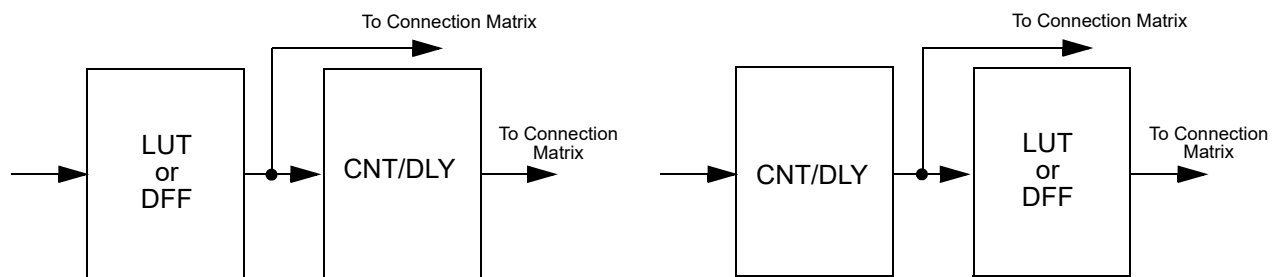 To Connection Matrix
LUT
or
DFF
CNT/DLY
To Connection
Matrix
To Connection Matrix
CNT/DLY
LUT
or
DFF
To Connection
Matrix